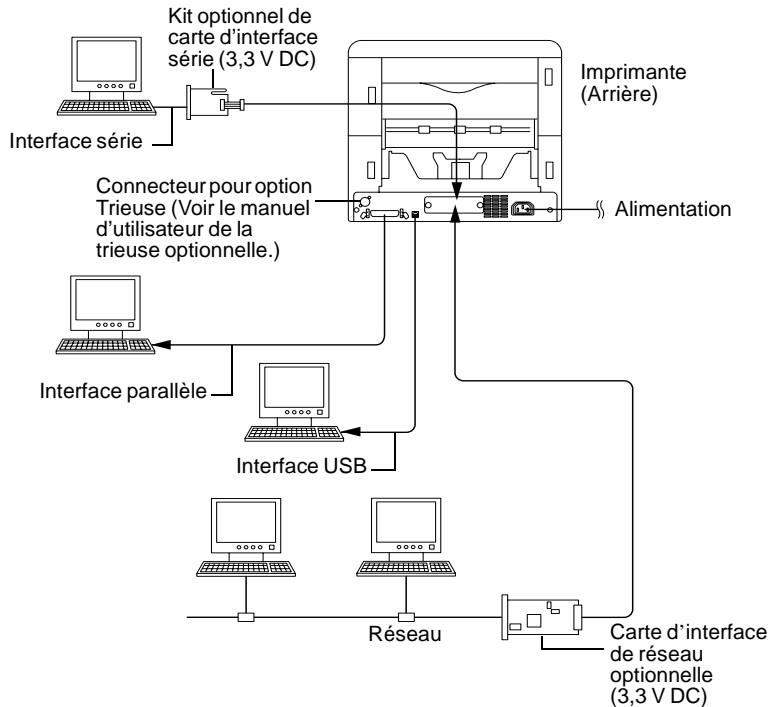 Kit optionnel de
carte d'interface
série (3,3 V DC)
Imprimante
(Arrière)
Interface série
Connecteur pour option
Trieuse (Voir le manuel
d'utilisateur de la
trieuse optionnelle.)
Alimentation
Interface parallèle
Interface USB
Réseau
Carte d'interface
de réseau
optionnelle
(3,3 V DC)